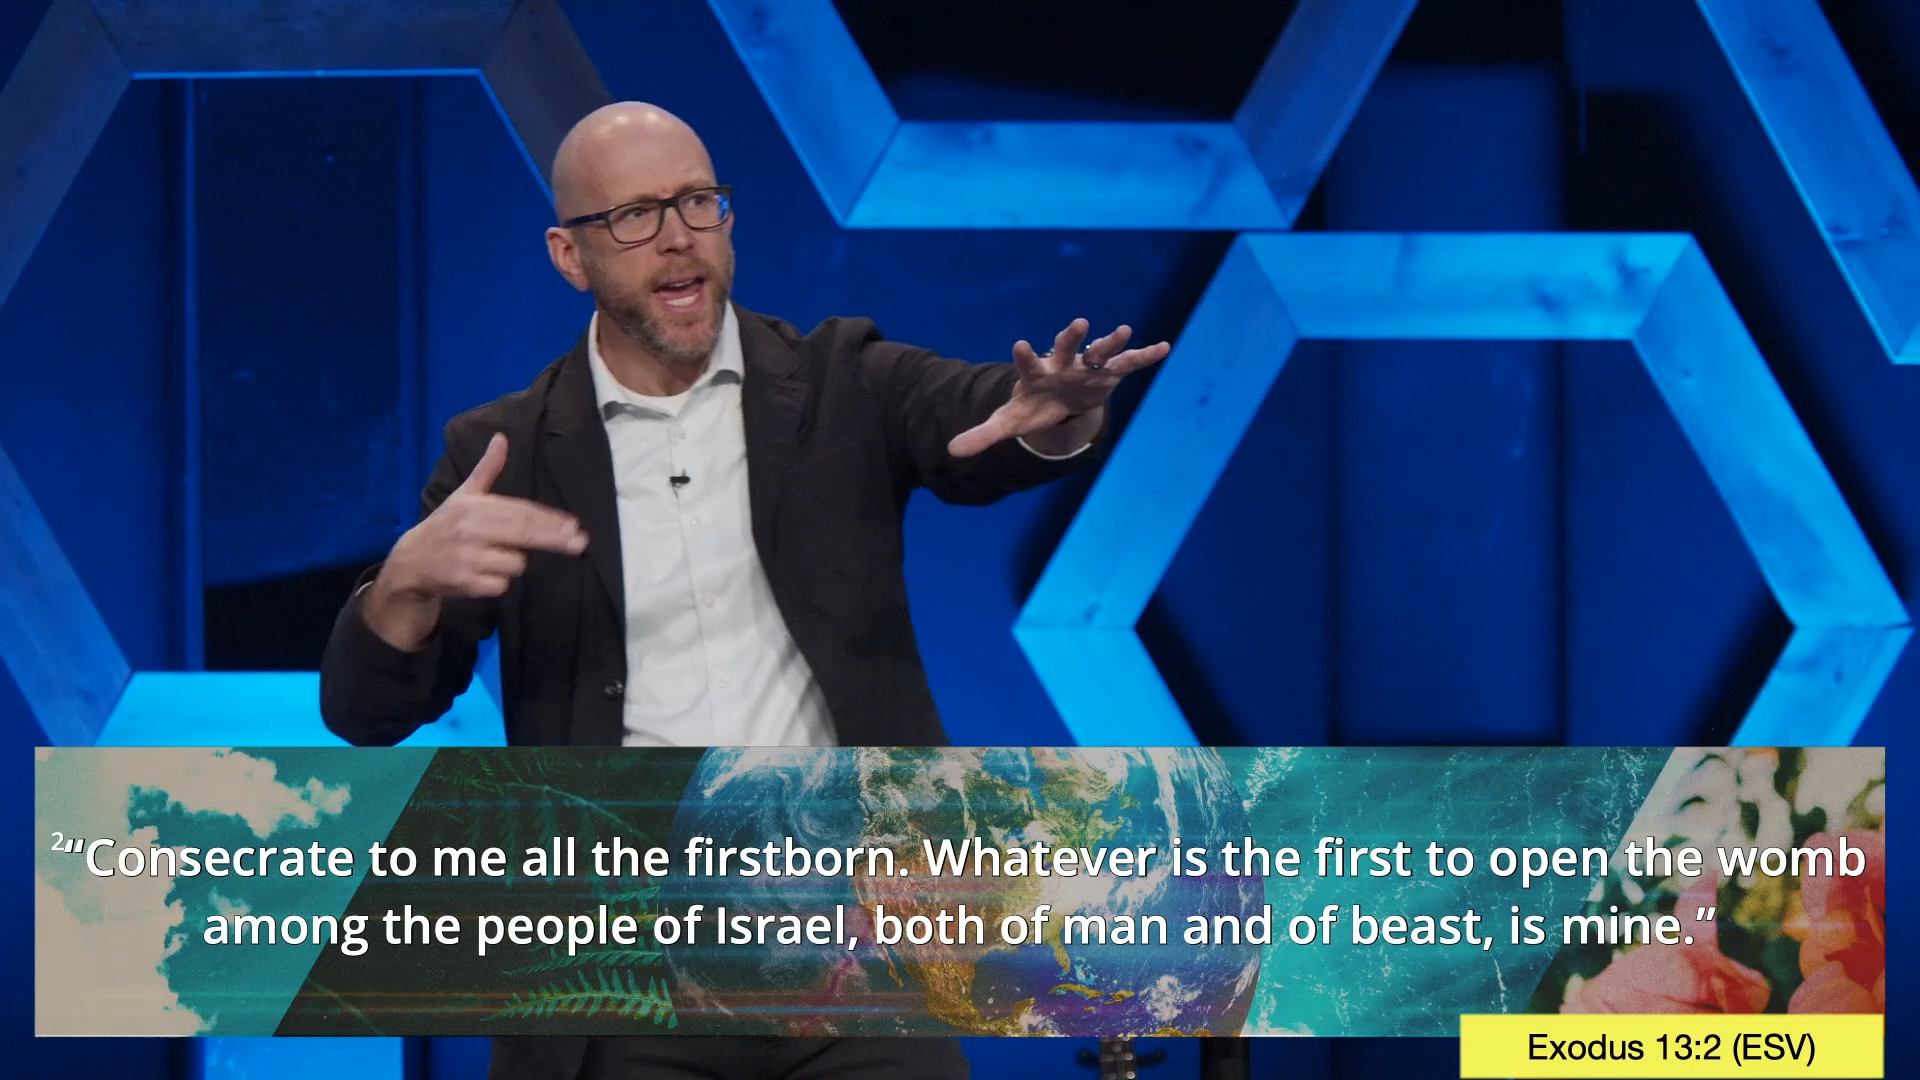 ²“Consecrate to me all the firstborn. Whatever is the first to open the womb
among the people of Israel, both of man and of beast, is mine.”
Exodus 13:2 (ESV)